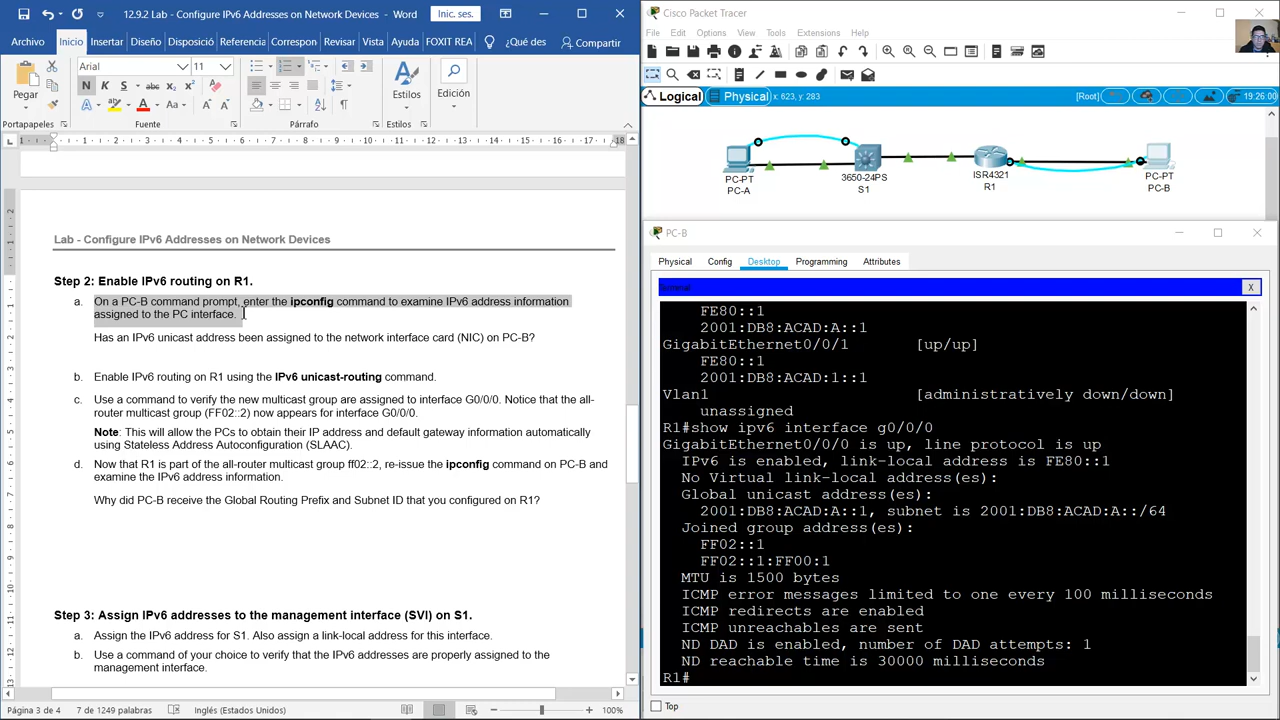 12.9.2 Lab - Configure IPv6 Addresses on Network Devices - Word
Inic. ses.
Archivo Inicio Insertar Dibujar Diseño Disposición Referencias Correspon Revisar Vista Ayuda FOXIT REA ¿Qué des Compartir
Pegar
Arial 11
Estilos
Edición
Portapapeles Fuente Párrafo Estilos
Lab - Configure IPv6 Addresses on Network Devices
Step 2: Enable IPv6 routing on R1.
a. On a PC-B command prompt, enter the ipconfig command to examine IPv6 address information
assigned to the PC interface.
Has an IPv6 unicast address been assigned to the network interface card (NIC) on PC-B?
b. Enable IPv6 routing on R1 using the IPv6 unicast-routing command.
c. Use a command to verify the new multicast group are assigned to interface G0/0/0. Notice that the all-
router multicast group (FF02::2) now appears for interface G0/0/0.
Note: This will allow the PCs to obtain their IP address and default gateway information automatically
using Stateless Address Autoconfiguration (SLAAC).
d. Now that R1 is part of the all-router multicast group ff02::2, re-issue the ipconfig command on PC-B and
examine the IPv6 address information.
Why did PC-B receive the Global Routing Prefix and Subnet ID that you configured on R1?
Step 3: Assign IPv6 addresses to the management interface (SVI) on S1.
a. Assign the IPv6 address for S1. Also assign a link-local address for this interface.
b. Use a command of your choice to verify that the IPv6 addresses are properly assigned to the
management interface.
Página 3 de 4 7 de 1249 palabras Inglés (Estados Unidos) 100%
Cisco Packet Tracer
File Edit Options View Tools Extensions Help
Logical Physical x: 623, y: 283 [Root] 19:26:00
PC-PT
PC-A
3650-24PS
S1
ISR4321
R1
PC-PT
PC-B
PC-B
Physical Config Desktop Programming Attributes
Terminal X
FE80::1
2001:DB8:ACAD:A::1
GigabitEthernet0/0/1 [up/up]
FE80::1
2001:DB8:ACAD:1::1
Vlan1 [administratively down/down]
unassigned
R1#show ipv6 interface g0/0/0
GigabitEthernet0/0/0 is up, line protocol is up
IPv6 is enabled, link-local address is FE80::1
No Virtual link-local address(es):
Global unicast address(es):
2001:DB8:ACAD:A::1, subnet is 2001:DB8:ACAD:A::/64
Joined group address(es):
FF02::1
FF02::1:FF00:1
MTU is 1500 bytes
ICMP error messages limited to one every 100 milliseconds
ICMP redirects are enabled
ICMP unreachables are sent
ND DAD is enabled, number of DAD attempts: 1
ND reachable time is 30000 milliseconds
R1#
Top